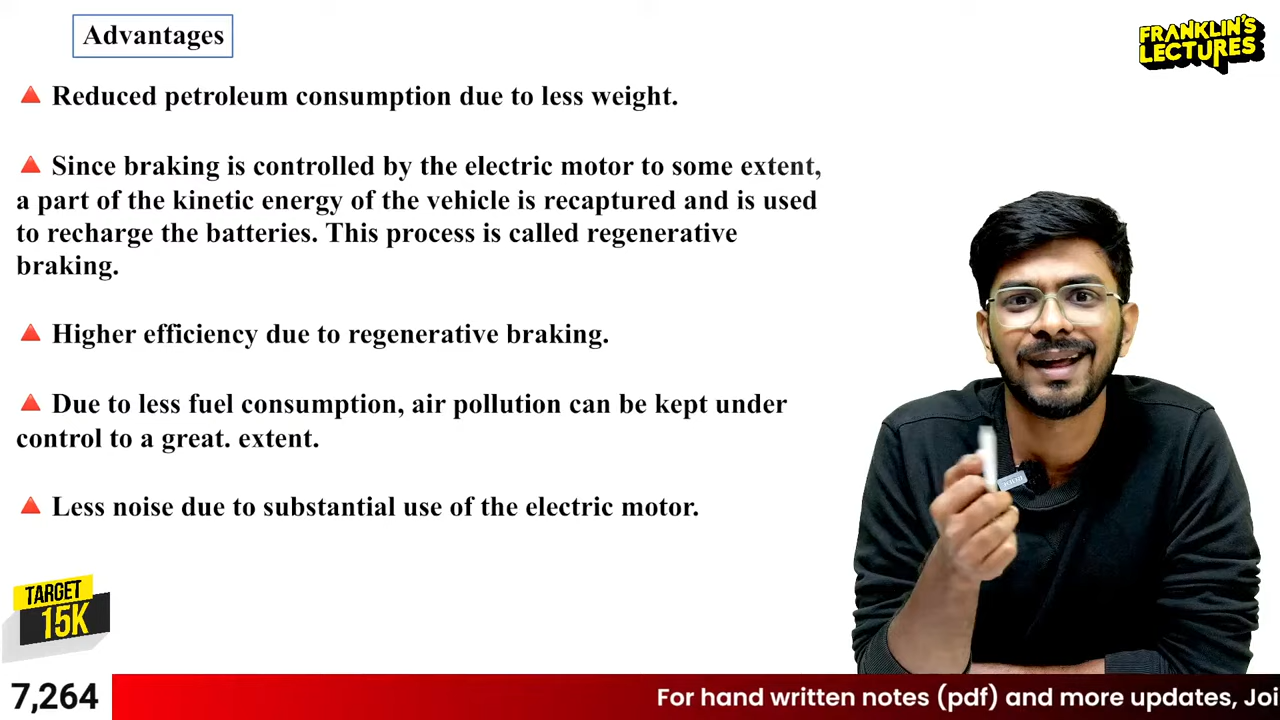 Advantages
FRANKLIN'S
LECTURES
🔺 Reduced petroleum consumption due to less weight.
🔺 Since braking is controlled by the electric motor to some extent,
a part of the kinetic energy of the vehicle is recaptured and is used
to recharge the batteries. This process is called regenerative
braking.
🔺 Higher efficiency due to regenerative braking.
🔺 Due to less fuel consumption, air pollution can be kept under
control to a great. extent.
🔺 Less noise due to substantial use of the electric motor.
TARGET
15K
7,264
For hand written notes (pdf) and more updates, Joi